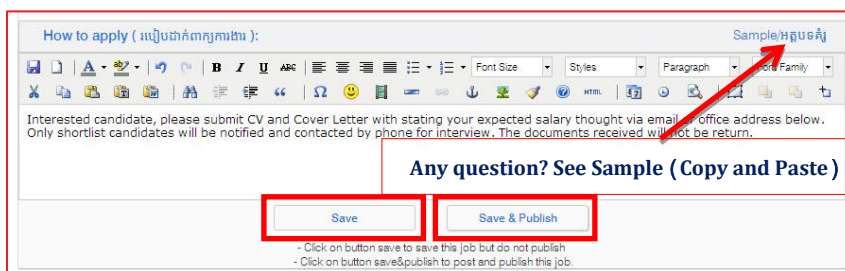 How to apply ( របៀបដាក់ពាក្យការងារ ):
Sample/អត្ថបទគំរូ
Font Size Styles Paragraph Family
HTML
Interested candidate, please submit CV and Cover Letter with stating your expected salary thought via email office address below.
Only shortlist candidates will be notified and contacted by phone for interview. The documents received will not be return.
Any question? See Sample (Copy and Paste)
Save Save & Publish
- Click on button save to save this job but do not publish
- Click on button save&publish to post and publish this job.